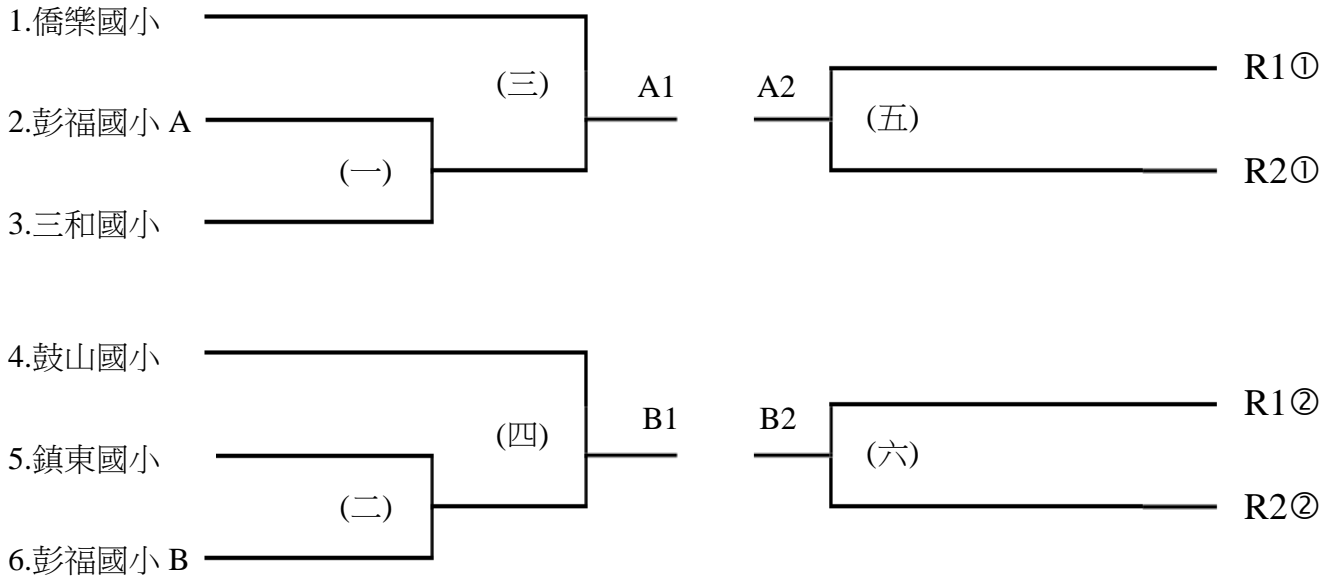 1.僑樂國小
(三)
A1
A2
R1①
2.彭福國小 A
(五)
(一)
R2①
3.三和國小
4.鼓山國小
R1②
(四)
B1
B2
5.鎮東國小
(六)
(二)
R2②
6.彭福國小 B